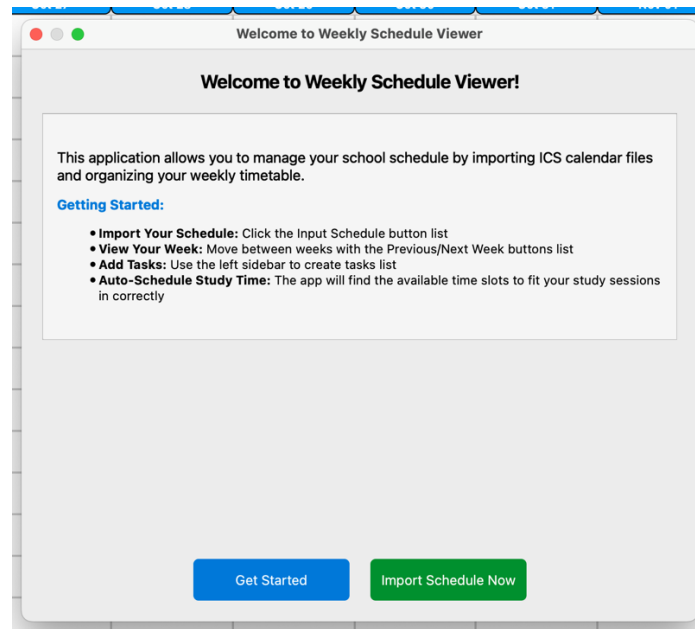 Welcome to Weekly Schedule Viewer
Welcome to Weekly Schedule Viewer!
This application allows you to manage your school schedule by importing ICS calendar files
and organizing your weekly timetable.
Getting Started:
• Import Your Schedule: Click the Input Schedule button list
• View Your Week: Move between weeks with the Previous/Next Week buttons list
• Add Tasks: Use the left sidebar to create tasks list
• Auto-Schedule Study Time: The app will find the available time slots to fit your study sessions
in correctly
Get Started
Import Schedule Now